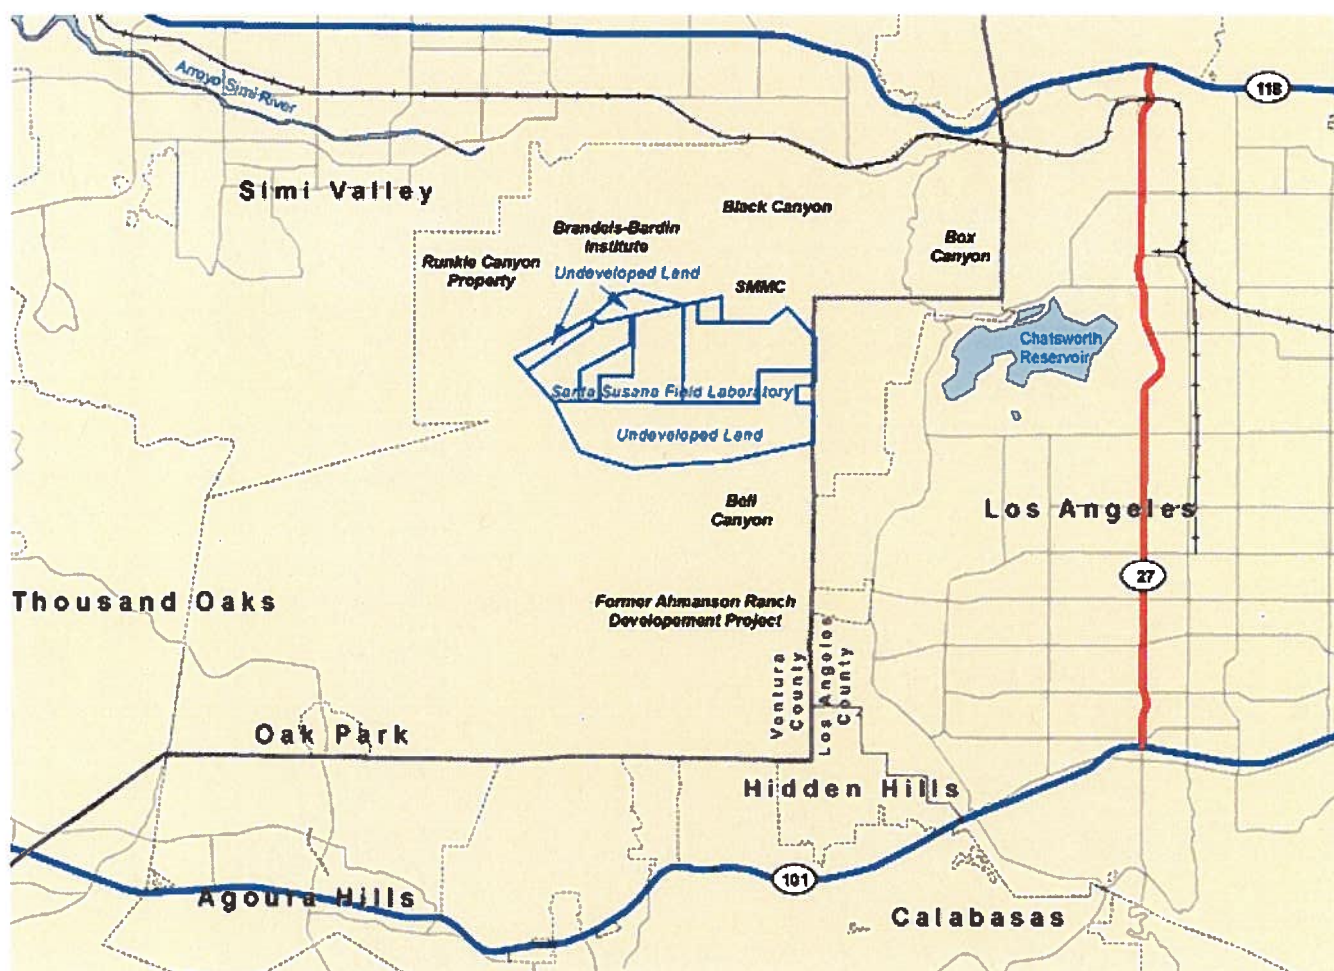 118
Arroyo Simi River
Simi Valley
Black Canyon
Brandeis-Bardin
Institute
Box
Canyon
Runkle Canyon
Property
Undeveloped Land
SMMC
Chatsworth
Reservoir
Santa Susana Field Laboratory
Undeveloped Land
Bell
Canyon
Los Angeles
27
Thousand Oaks
Former Ahmanson Ranch
Developement Project
Ventura
County
Los Angeles
County
Oak Park
Hidden Hills
101
Agoura Hills
Calabasas